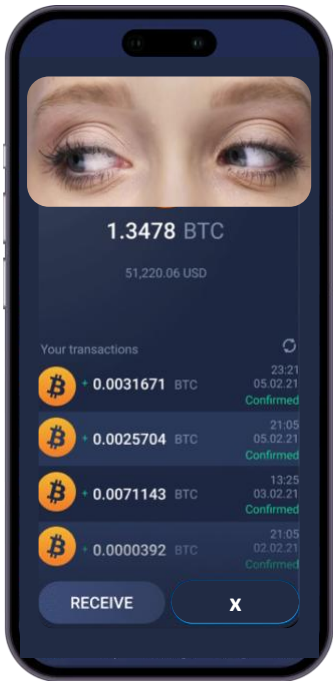 1.3478 BTC
51,220.06 USD
Your transactions
+ 0.0031671 BTC
23:21
05.02.21
Confirmed
+ 0.0025704 BTC
21:05
05.02.21
Confirmed
+ 0.0071143 BTC
13:25
03.02.21
Confirmed
+ 0.0000392 BTC
21:05
02.02.21
Confirmed
RECEIVE
X